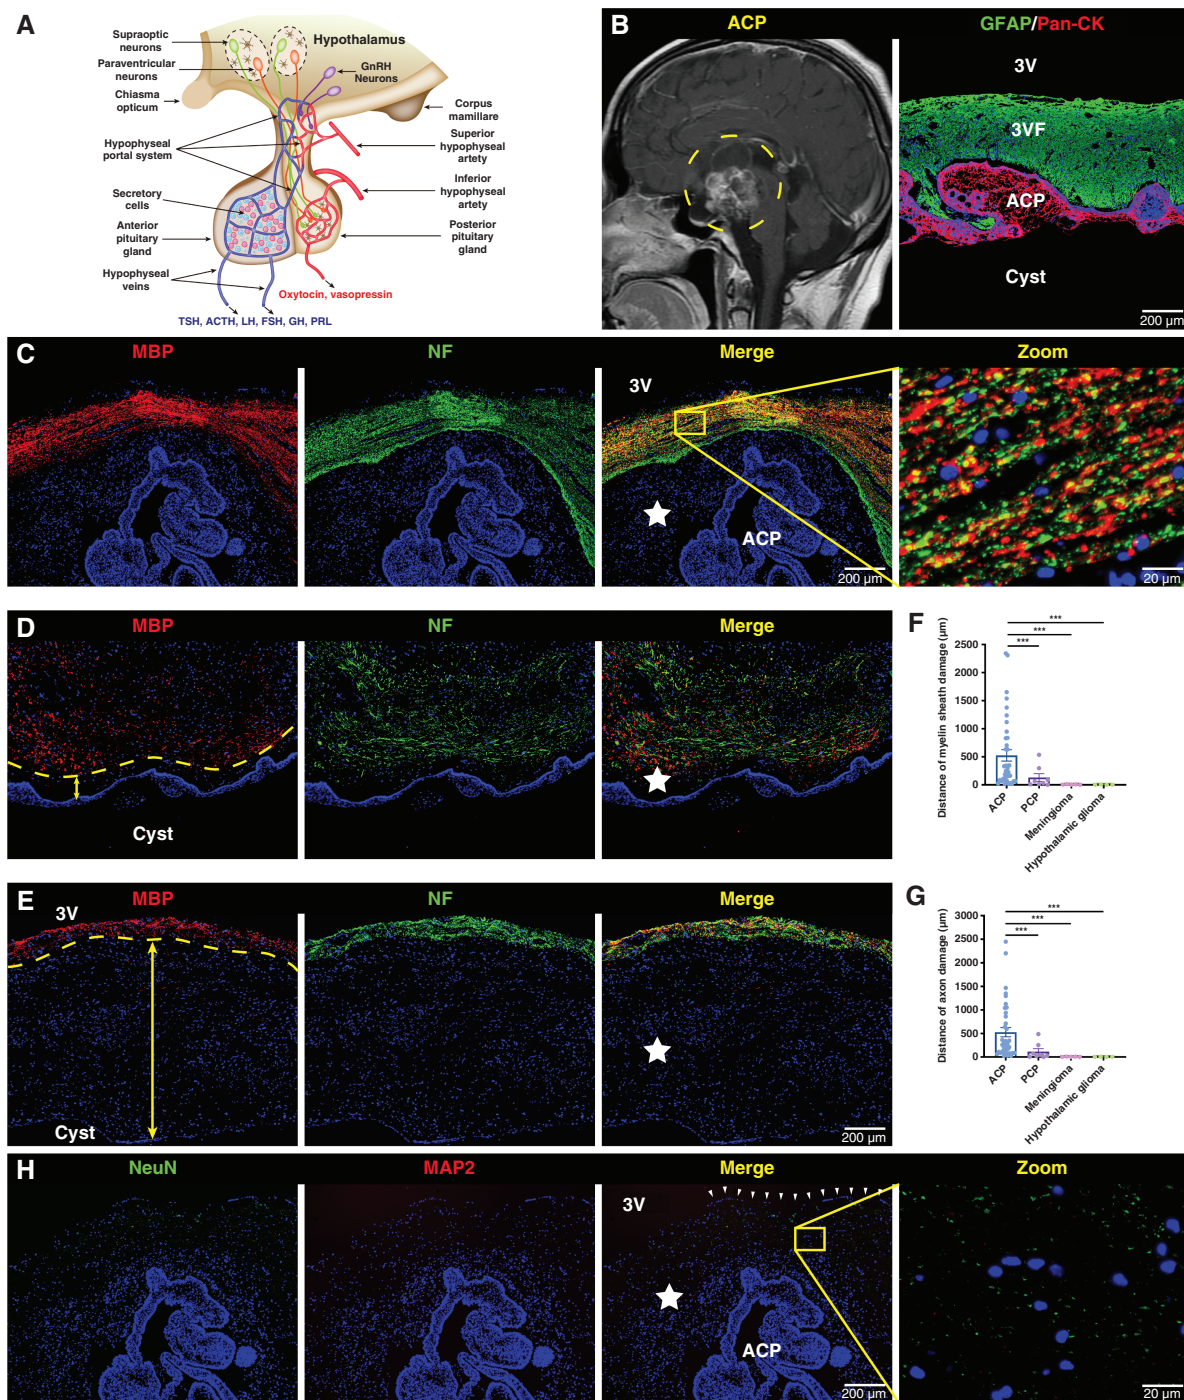 A
Supraoptic
neurons
Paraventricular
neurons
Chiasma
opticum
Hypophyseal
portal system
Secretory
cells
Anterior
pituitary
gland
Hypophyseal
veins
Hypothalamus
GnRH
Neurons
Corpus
mamillare
Superior
hypophyseal
artety
Inferior
hypophyseal
artety
Posterior
pituitary
gland
Oxytocin, vasopressin
TSH, ACTH, LH, FSH, GH, PRL
B
ACP
GFAP/Pan-CK
3V
3VF
ACP
Cyst
200 µm
C
MBP
NF
Merge
Zoom
3V
ACP
200 µm
20 µm
D
MBP
NF
Merge
Cyst
F
Distance of myelin sheath damage (µm)
2500
2000
1500
1000
500
0
***
***
***
ACP
PCP
Meningioma
Hypothalamic glioma
E
MBP
NF
Merge
3V
Cyst
200 µm
G
Distance of axon damage (µm)
3000
2500
2000
1500
1000
500
0
***
***
***
ACP
PCP
Meningioma
Hypothalamic glioma
H
NeuN
MAP2
Merge
Zoom
3V
ACP
200 µm
20 µm